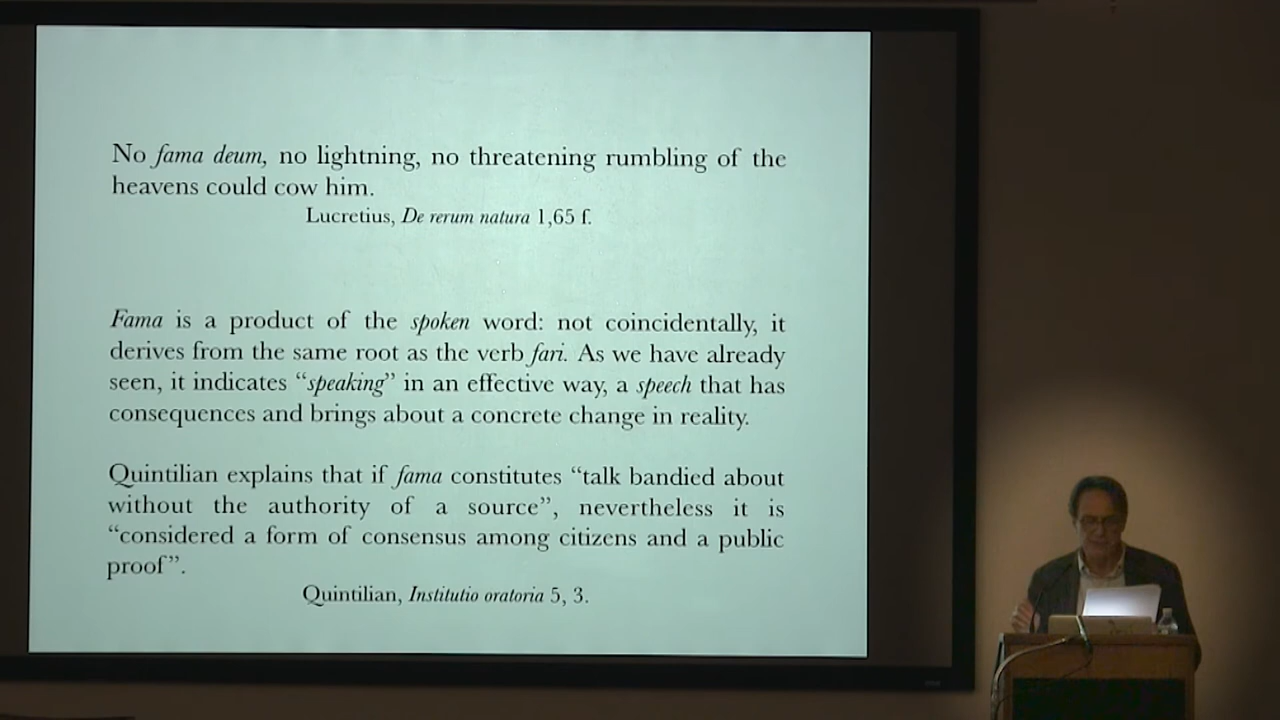 No fama deum, no lightning, no threatening rumbling of the
heavens could cow him.
Lucretius, De rerum natura 1,65 f.
Fama is a product of the spoken word: not coincidentally, it
derives from the same root as the verb fari. As we have already
seen, it indicates “speaking” in an effective way, a speech that has
consequences and brings about a concrete change in reality.
Quintilian explains that if fama constitutes “talk bandied about
without the authority of a source”, nevertheless it is
“considered a form of consensus among citizens and a public
proof”.
Quintilian, Institutio oratoria 5, 3.